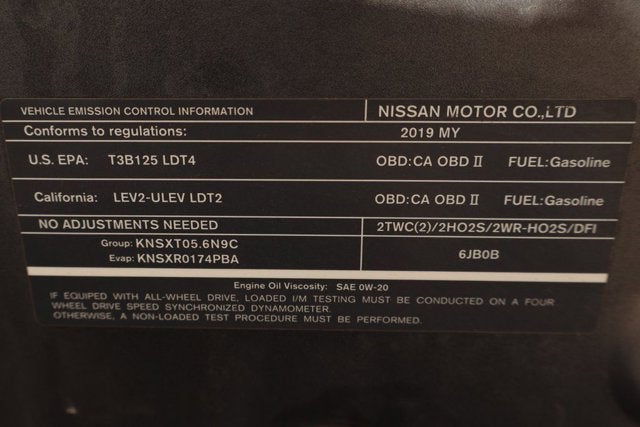 VEHICLE EMISSION CONTROL INFORMATION NISSAN MOTOR CO.,LTD
Conforms to regulations: 2019 MY
U.S. EPA: T3B125 LDT4 OBD:CA OBD II FUEL:Gasoline
California: LEV2-ULEV LDT2 OBD:CA OBD II FUEL:Gasoline
NO ADJUSTMENTS NEEDED 2TWC(2)/2HO2S/2WR-HO2S/DFI
Group: KNSXT05.6N9C
Evap: KNSXR0174PBA 6JB0B
Engine Oil Viscosity: SAE 0W-20
IF EQUIPED WITH ALL-WHEEL DRIVE, LOADED I/M TESTING MUST BE CONDUCTED ON A FOUR
WHEEL DRIVE SPEED SYNCHRONIZED DYNAMOMETER.
OTHERWISE, A NON-LOADED TEST PROCEDURE MUST BE PERFORMED.